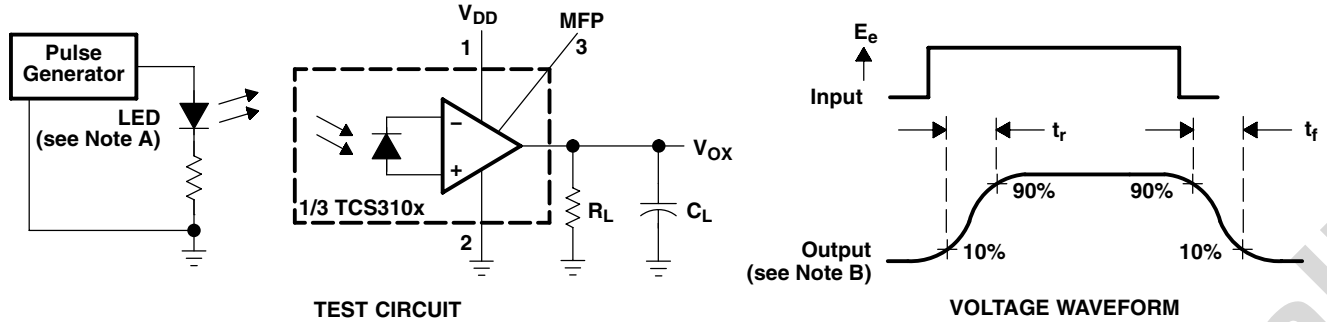 Pulse
Generator
LED
(see Note A)
VDD
1
MFP
3
−
+
1/3 TCS310x
2
RL
CL
VOX
TEST CIRCUIT
Ee
Input
tr
tf
90%
90%
Output
(see Note B)
10%
10%
VOLTAGE WAVEFORM